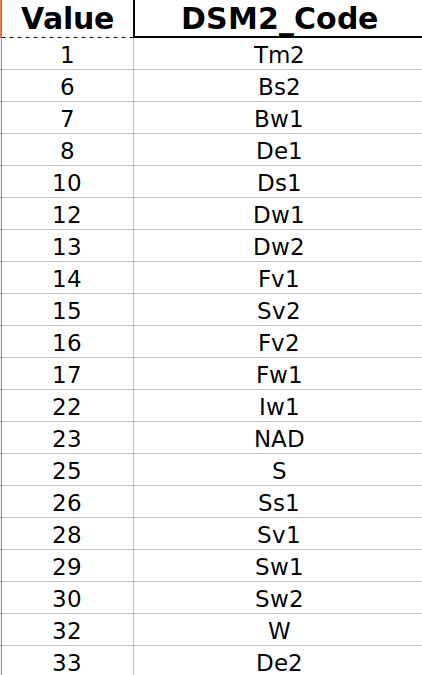 Value DSM2_Code
1 Tm2
6 Bs2
7 Bw1
8 De1
10 Ds1
12 Dw1
13 Dw2
14 Fv1
15 Sv2
16 Fv2
17 Fw1
22 Iw1
23 NAD
25 S
26 Ss1
28 Sv1
29 Sw1
30 Sw2
32 W
33 De2